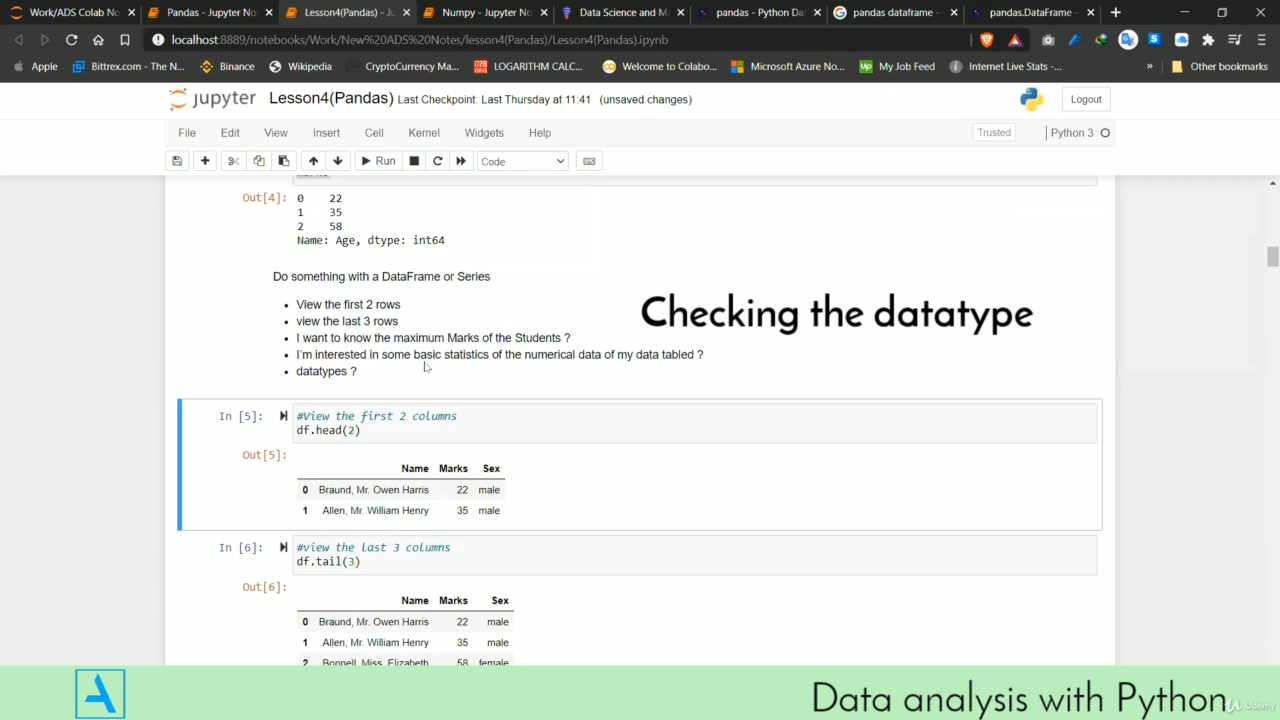 Work/ADS Colab No
Pandas - Jupyter Not
Lesson4(Pandas) - Ju
Numpy - Jupyter No
Data Science and M
pandas - Python Dat
pandas dataframe -
pandas.DataFrame -
localhost:8889/notebooks/Work/New%20ADS%20Notes/lesson4(Pandas)/Lesson4(Pandas).ipynb
Apple
Bittrex.com - The N...
Binance
Wikipedia
CryptoCurrency Ma...
LOGARITHM CALC...
Welcome to Colabo...
Microsoft Azure No...
Up My Job Feed
Internet Live Stats -...
»
Other bookmarks
jupyter Lesson4(Pandas) Last Checkpoint: Last Thursday at 11:41 (unsaved changes)
Logout
File Edit View Insert Cell Kernel Widgets Help
Trusted
Python 3
Run
Code
Out[4]: 0 22
1 35
2 58
Name: Age, dtype: int64
Do something with a DataFrame or Series
• View the first 2 rows
• view the last 3 rows
• I want to know the maximum Marks of the Students ?
• I'm interested in some basic statistics of the numerical data of my data tabled ?
• datatypes ?
Checking the datatype
In [5]: #View the first 2 columns
df.head(2)
Out[5]:
Name Marks Sex
0 Braund, Mr. Owen Harris 22 male
1 Allen, Mr. William Henry 35 male
In [6]: #view the last 3 columns
df.tail(3)
Out[6]:
Name Marks Sex
0 Braund, Mr. Owen Harris 22 male
1 Allen, Mr. William Henry 35 male
2 Bonnell, Miss. Elizabeth 58 female
A
Data analysis with Python
Udemy